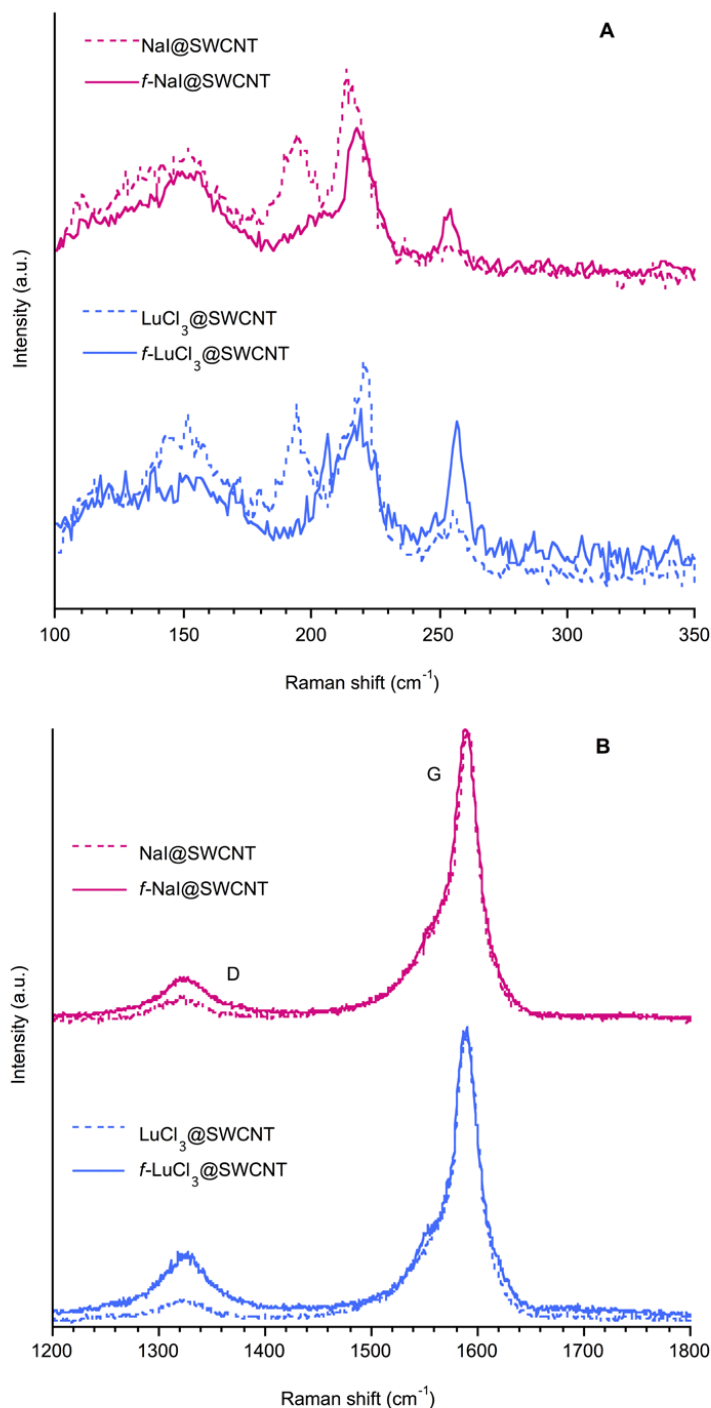 A
NaI@SWCNT
f-NaI@SWCNT
LuCl3@SWCNT
f-LuCl3@SWCNT
Intensity (a.u.)
100 150 200 250 300 350
Raman shift (cm-1)
B
G
NaI@SWCNT
f-NaI@SWCNT
D
LuCl3@SWCNT
f-LuCl3@SWCNT
Intensity (a.u.)
1200 1300 1400 1500 1600 1700 1800
Raman shift (cm-1)